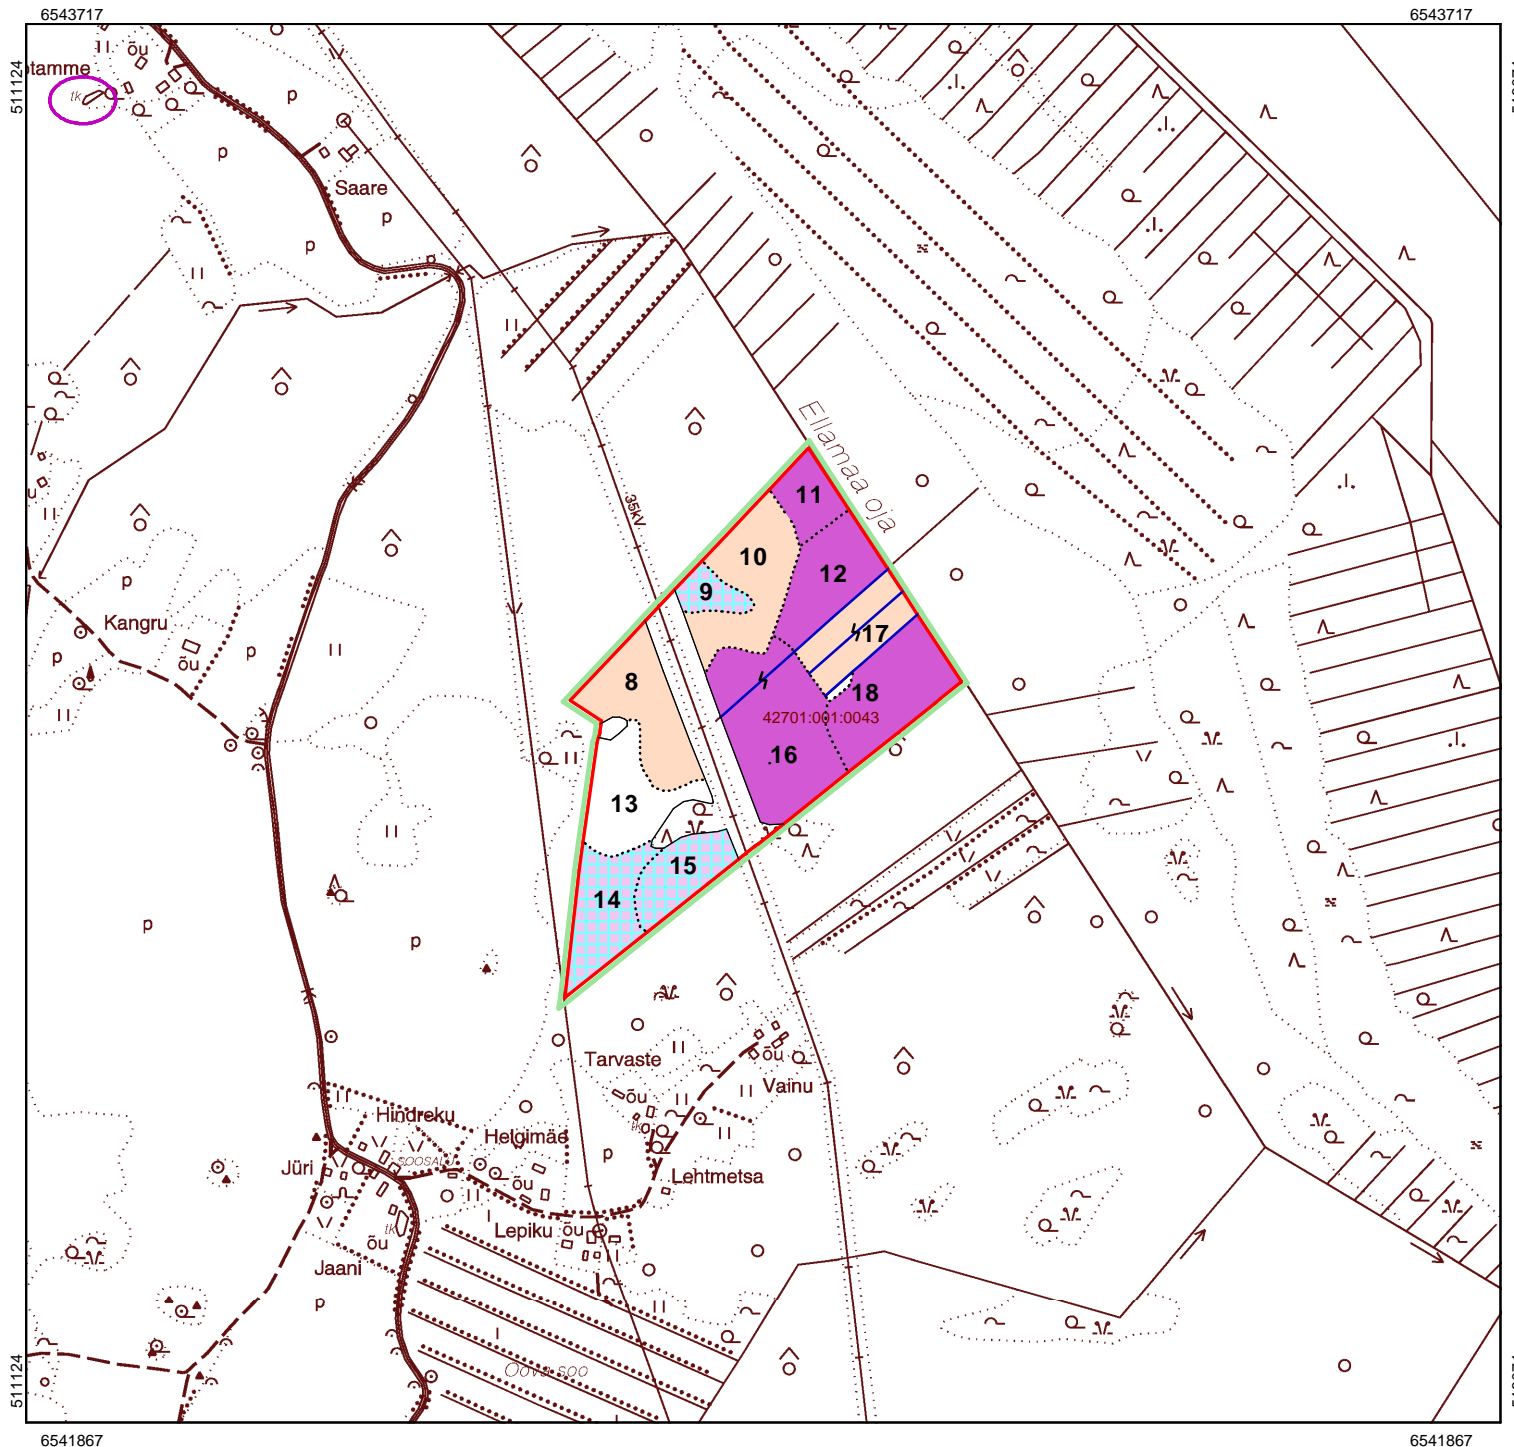 6543717
6543717
511124
õu
tamme
tk
p
p
Saare
p
p
Ellamaa oja
35kV
11
10
12
9
17
8
18
42701:001:0043
16
13
15
14
p
Kangru
õu
p
p
p
p
Tarvaste
õu
Vainu
õu
Hindreku
tk
Helgimäe
SOOSALU
p
Jüri
Lehtmetsa
õu
Lepiku
õu
tk
õu
Jaani
p
Oova soo
511124
6541867
6541867